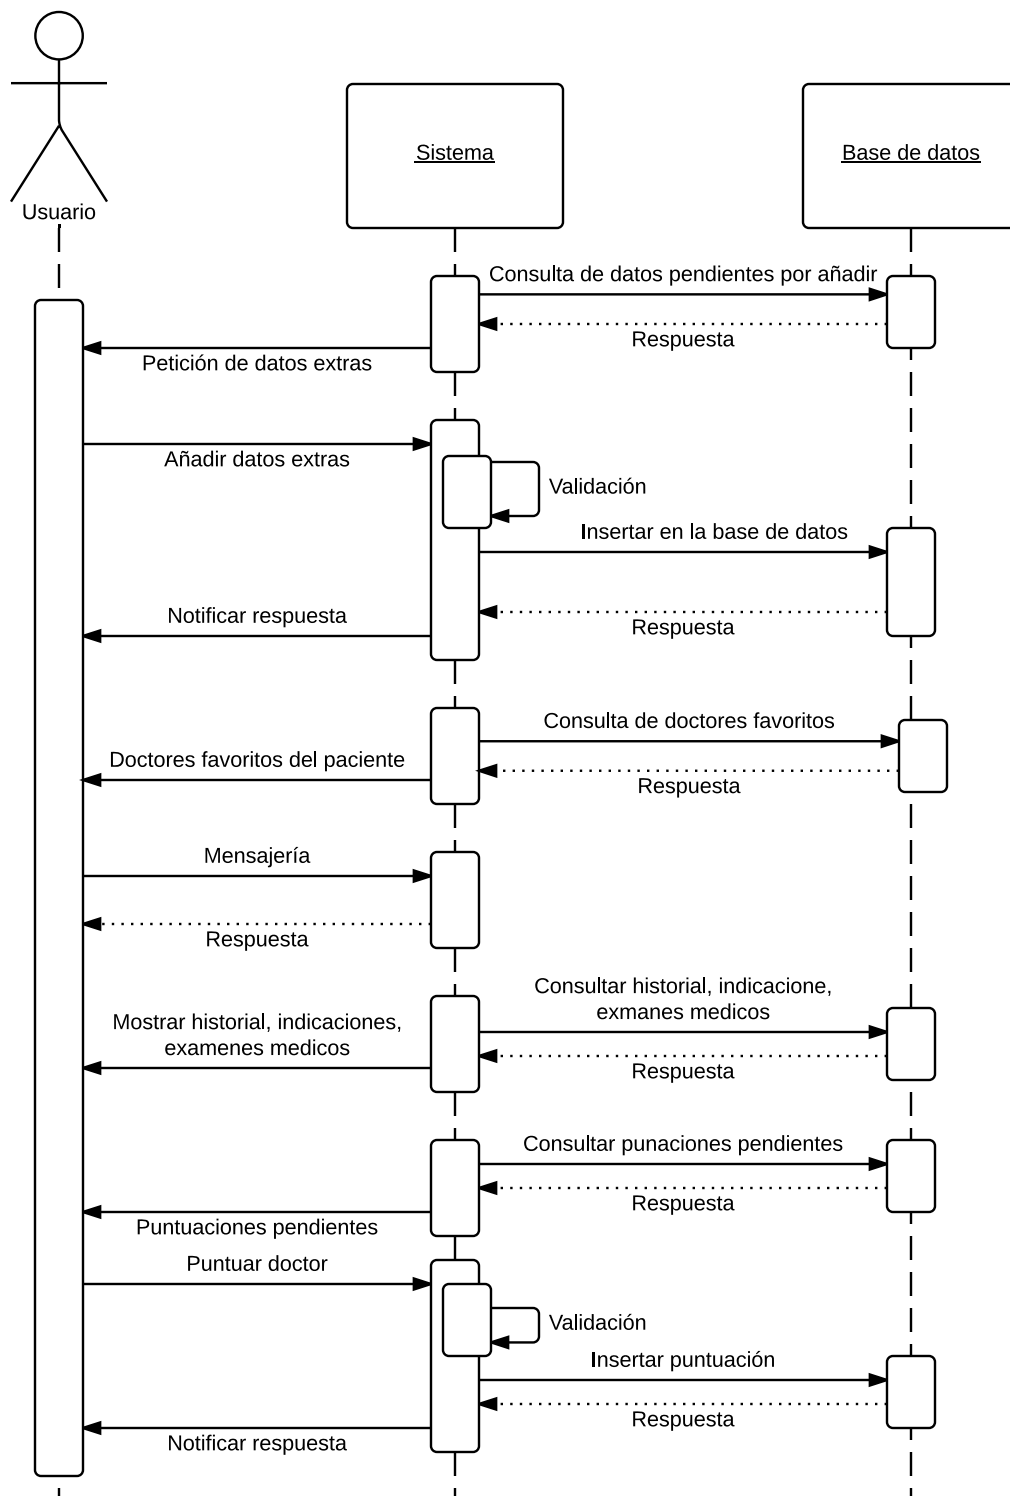 Usuario
Sistema
Base de datos
Consulta de datos pendientes por añadir
Respuesta
Petición de datos extras
Añadir datos extras
Validación
Insertar en la base de datos
Respuesta
Notificar respuesta
Consulta de doctores favoritos
Doctores favoritos del paciente
Respuesta
Mensajería
Respuesta
Consultar historial, indicacione,
exmanes medicos
Mostrar historial, indicaciones,
examenes medicos
Respuesta
Consultar punaciones pendientes
Respuesta
Puntuaciones pendientes
Puntuar doctor
Validación
Insertar puntuación
Respuesta
Notificar respuesta